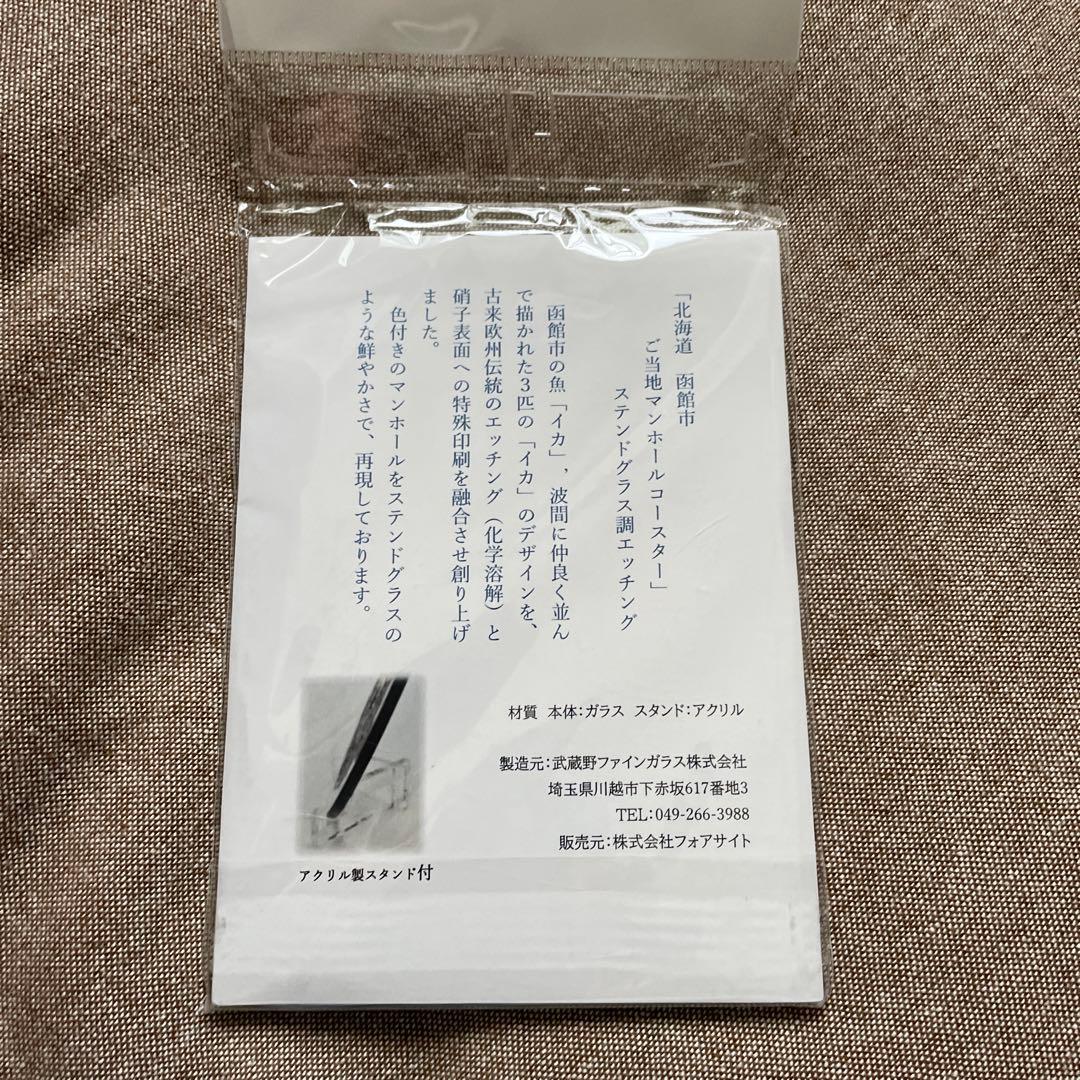 「北海道　函館市
ご当地マンホールコースター」
ステンドグラス調エッチング
函館市の魚「イカ」，波間に仲良く並ん
で描かれた３匹の「イカ」のデザインを、
古来欧州伝統のエッチング（化学溶解）と
硝子表面への特殊印刷を融合させ創り上げ
ました。
色付きのマンホールをステンドグラスの
ような鮮やかさで、再現しております。
材質 本体：ガラス スタンド：アクリル
製造元：武蔵野ファインガラス株式会社
埼玉県川越市下赤坂617番地3
TEL：049-266-3988
販売元：株式会社フォアサイト
アクリル製スタンド付